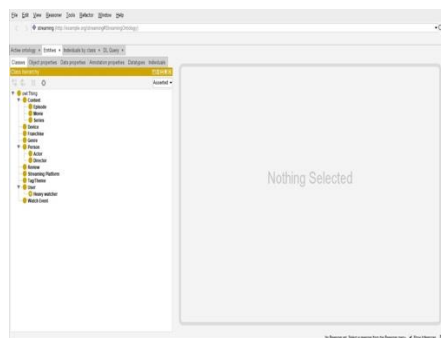 File Edit View Reasoner Tools Refactor Window Help
streaming (http://example.org/streaming#StreamingOntology)
Active ontology × Entities × Individuals by class × DL Query ×
Classes Object properties Data properties Annotation properties Datatypes Individuals
Class hierarchy
Asserted
owl:Thing
Content
Episode
Movie
Series
Device
Franchise
Genre
Person
Actor
Director
Review
Streaming Platform
Tag/Theme
User
Heavy watcher
Watch Event
Nothing Selected